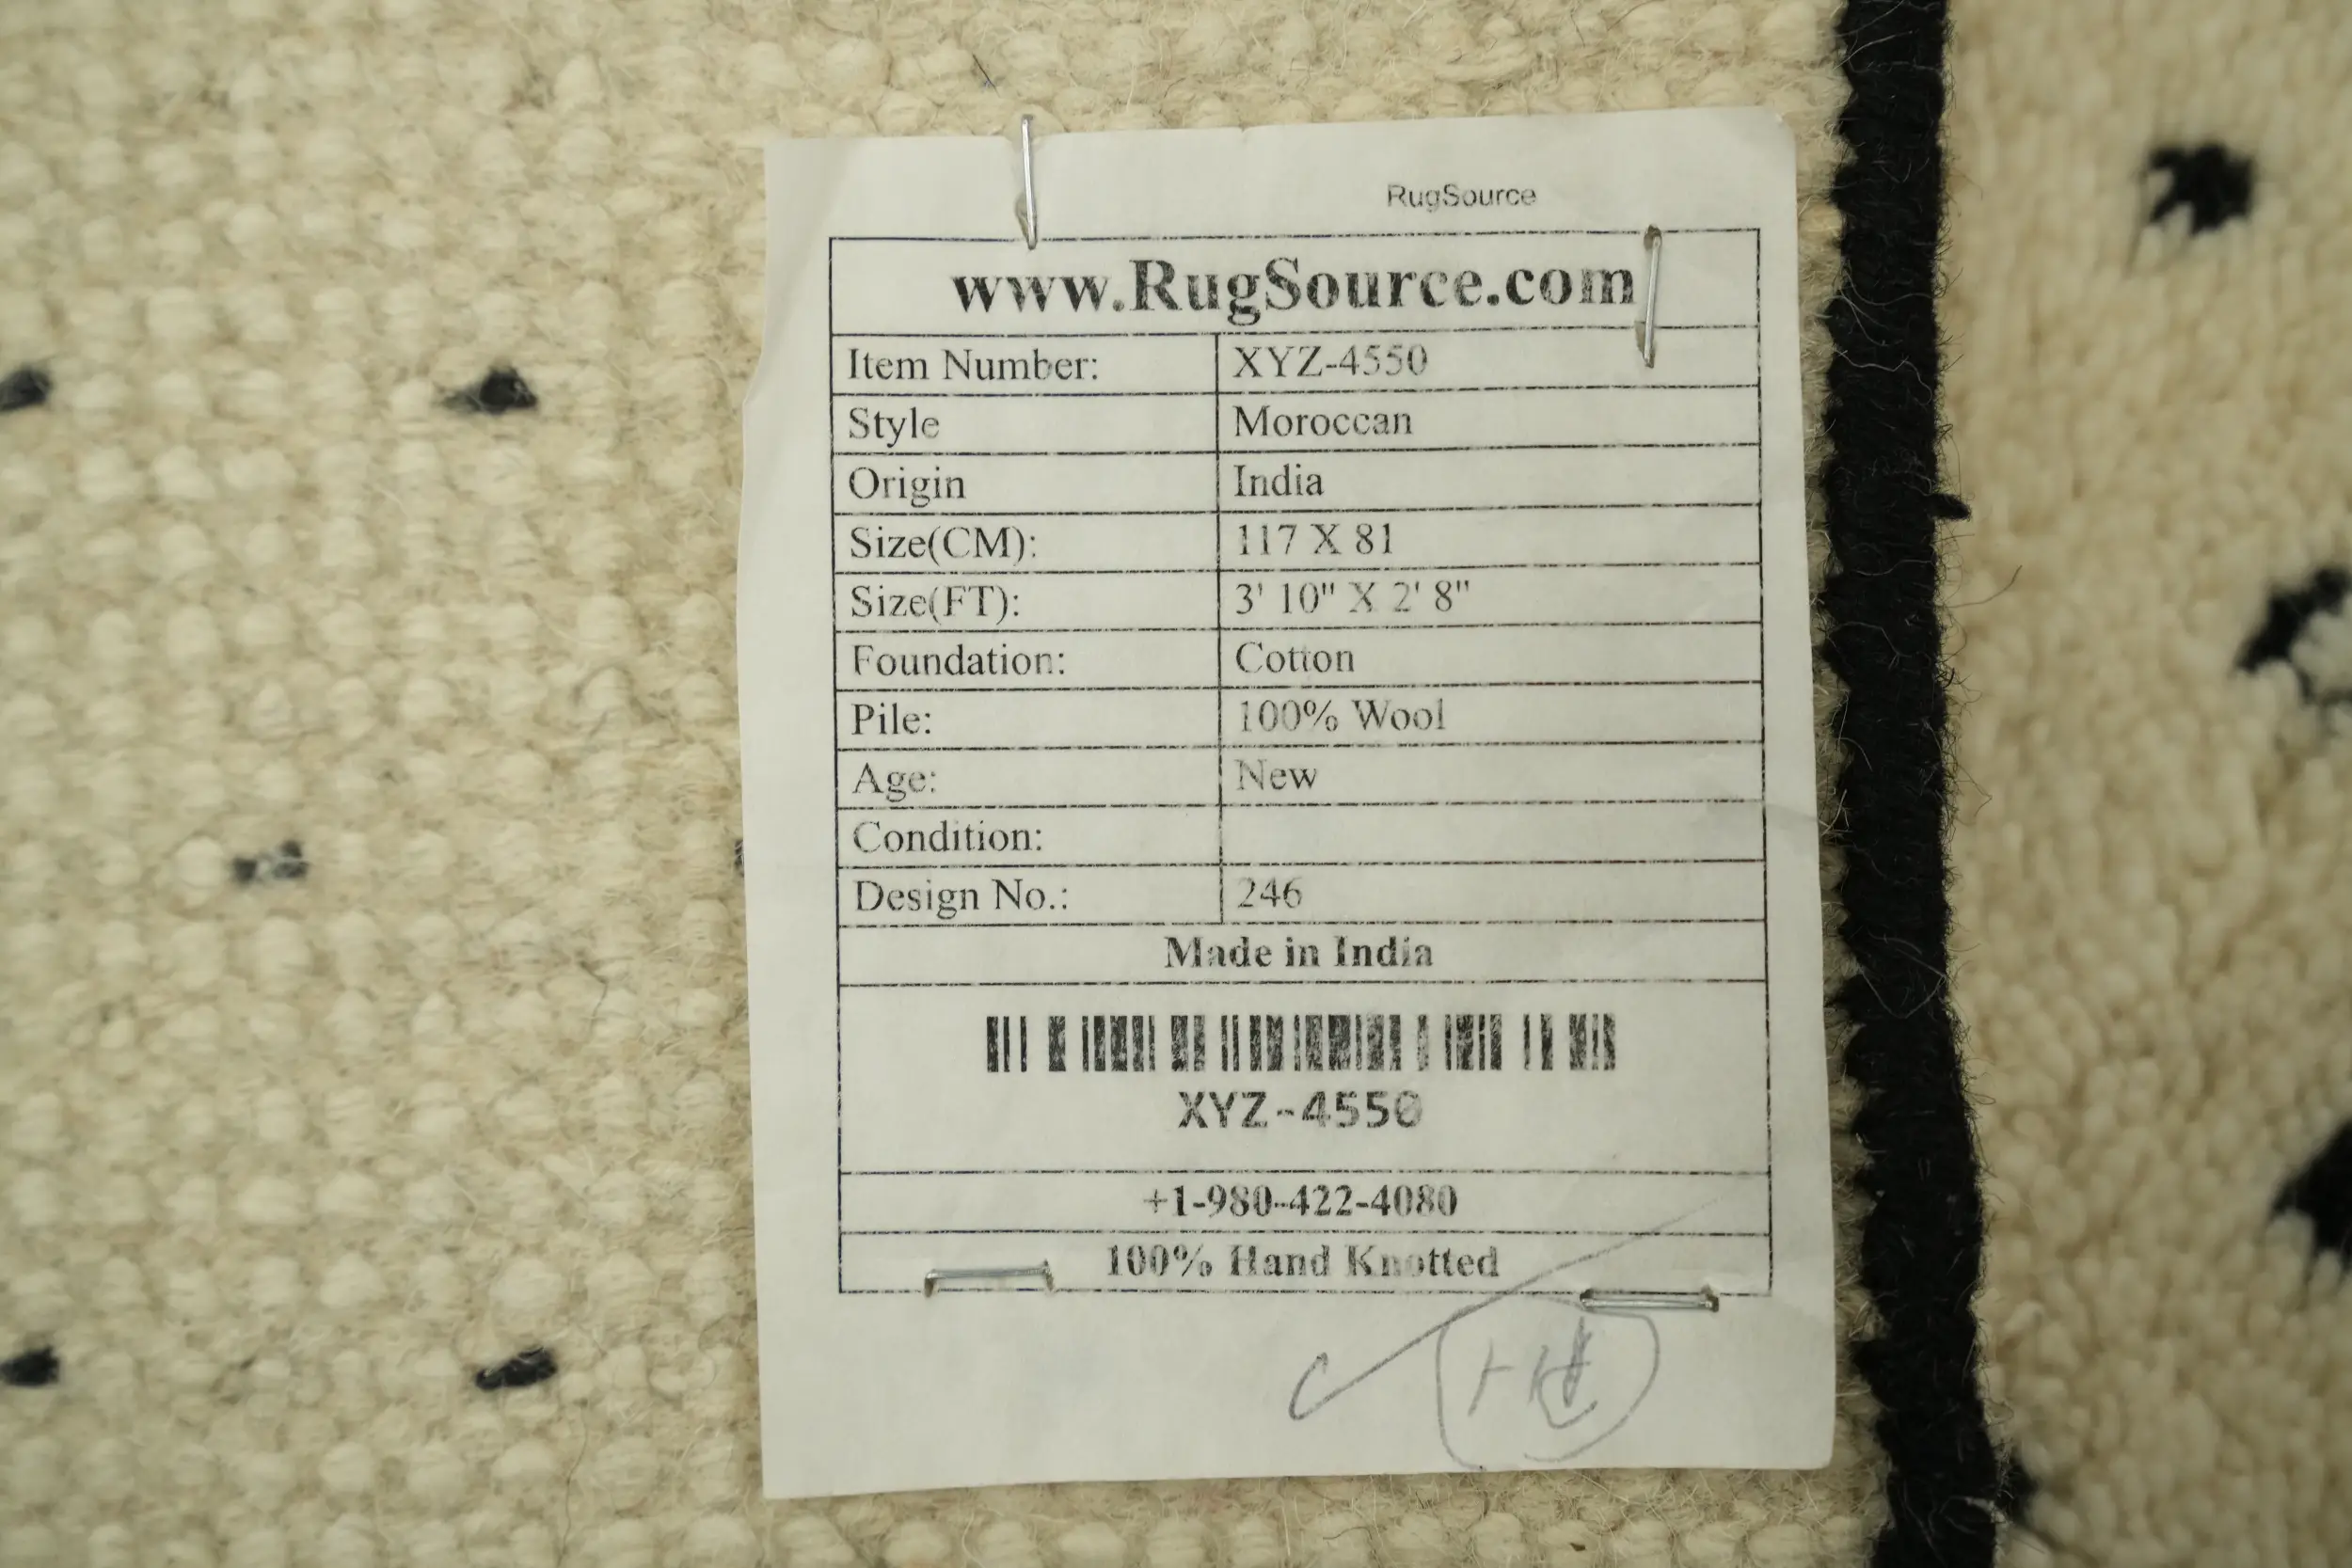 RugSource
www.RugSource.com
Item Number: XYZ-4550
Style Moroccan
Origin India
Size(CM): 117 X 81
Size(FT): 3' 10" X 2' 8"
Foundation: Cotton
Pile: 100% Wool
Age: New
Condition:
Design No.: 246
Made in India
XYZ-4550
+1-980-422-4080
100% Hand Knotted